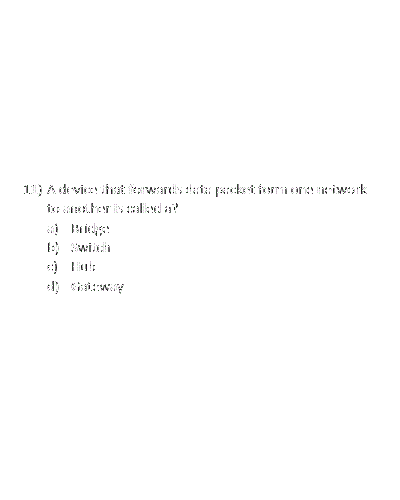 11) A device that forwards data packet form one network
to another is called a?
a) Bridge
b) Switch
c) Hub
d) Gateway